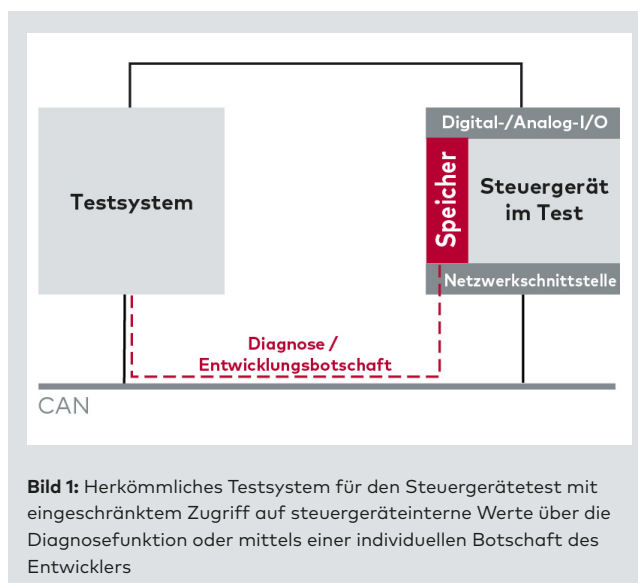 Digital-/Analog-I/O
Testsystem
Speicher
Steuergerät
im Test
Netzwerkschnittstelle
Diagnose /
Entwicklungsbotschaft
CAN
Bild 1: Herkömmliches Testsystem für den Steuergerätetest mit
eingeschränktem Zugriff auf steuergeräteinterne Werte über die
Diagnosefunktion oder mittels einer individuellen Botschaft des
Entwicklers